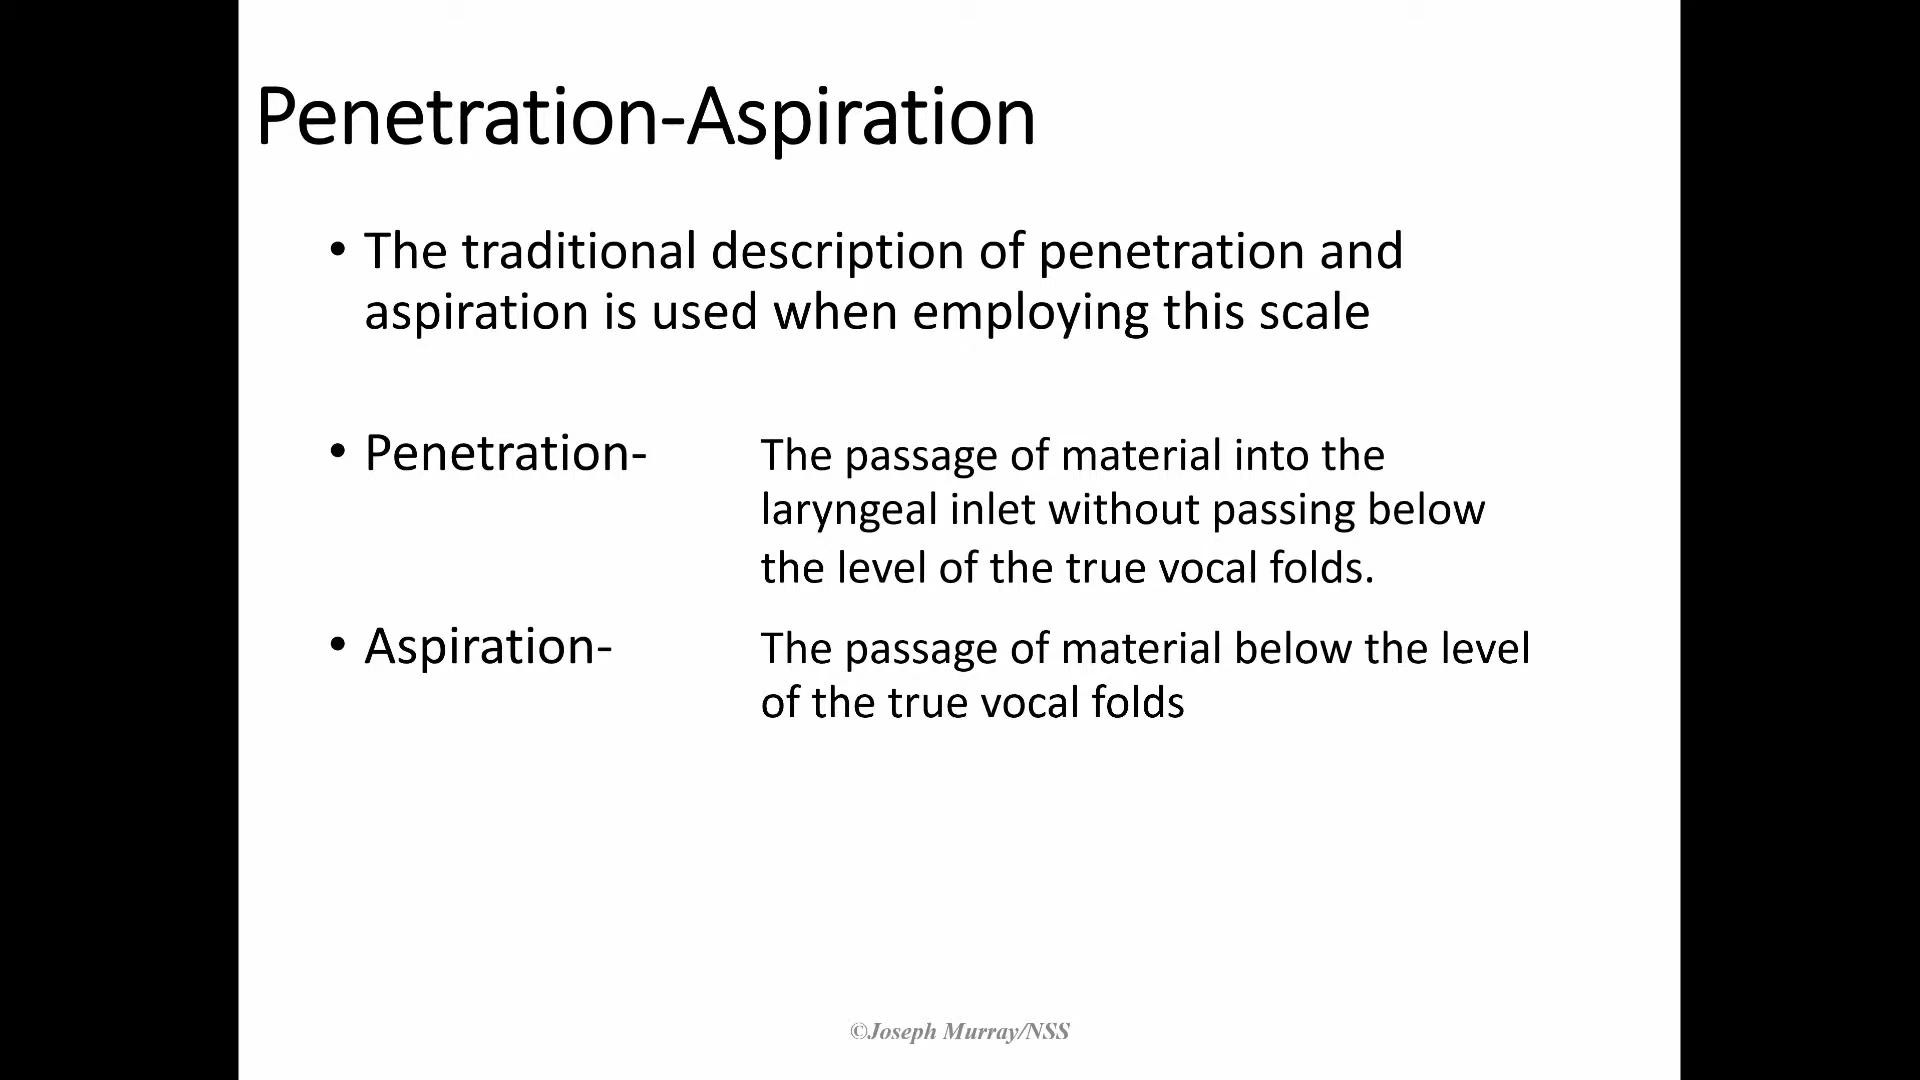 Penetration-Aspiration
• The traditional description of penetration and
aspiration is used when employing this scale
• Penetration- The passage of material into the
laryngeal inlet without passing below
the level of the true vocal folds.
• Aspiration- The passage of material below the level
of the true vocal folds
©Joseph Murray/NSS